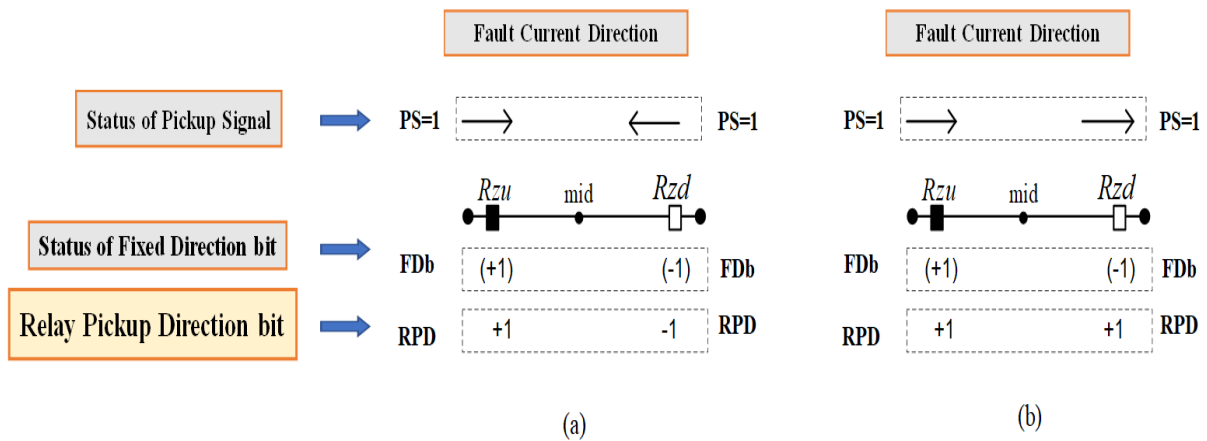 Fault Current Direction
Fault Current Direction
Status of Pickup Signal
PS=1
PS=1
PS=1
PS=1
Rzu
mid
Rzd
Rzu
mid
Rzd
Status of Fixed Direction bit
FDb
(+1)
(-1)
FDb
FDb
(+1)
(-1)
FDb
Relay Pickup Direction bit
RPD
+1
-1
RPD
RPD
+1
+1
RPD
(a)
(b)